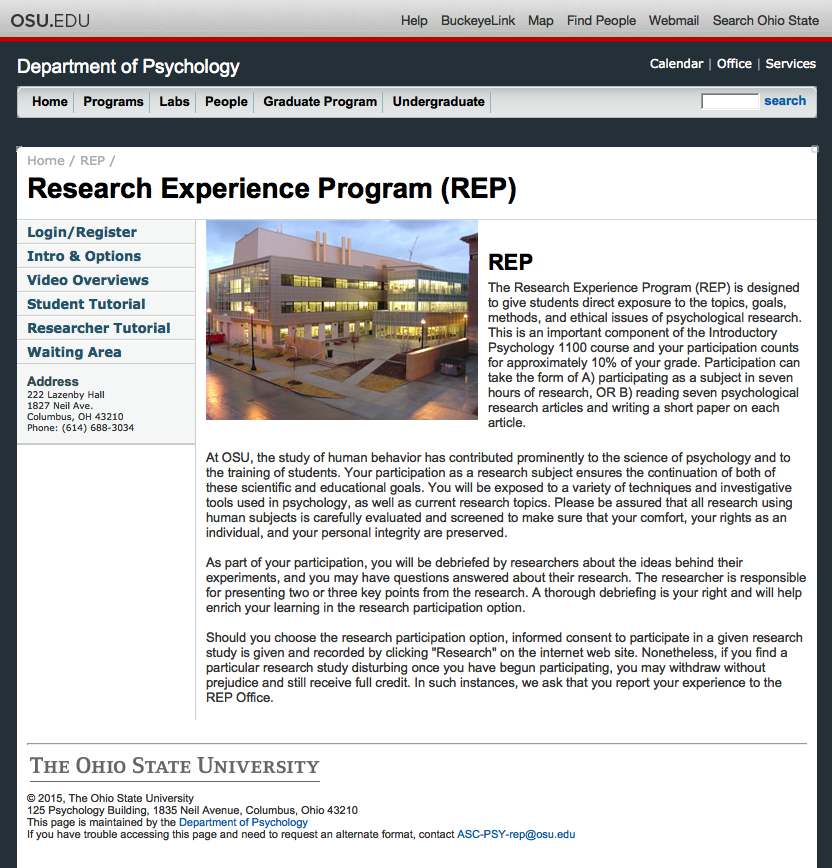 OSU.EDU
Help BuckeyeLink Map Find People Webmail Search Ohio State
Department of Psychology
Calendar | Office | Services
Home Programs Labs People Graduate Program Undergraduate search
Home / REP /
Research Experience Program (REP)
Login/Register
Intro & Options
Video Overviews
Student Tutorial
Researcher Tutorial
Waiting Area
Address
222 Lazenby Hall
1827 Neil Ave.
Columbus, OH 43210
Phone: (614) 688-3034
REP
The Research Experience Program (REP) is designed
to give students direct exposure to the topics, goals,
methods, and ethical issues of psychological research.
This is an important component of the Introductory
Psychology 1100 course and your participation counts
for approximately 10% of your grade. Participation can
take the form of A) participating as a subject in seven
hours of research, OR B) reading seven psychological
research articles and writing a short paper on each
article.
At OSU, the study of human behavior has contributed prominently to the science of psychology and to
the training of students. Your participation as a research subject ensures the continuation of both of
these scientific and educational goals. You will be exposed to a variety of techniques and investigative
tools used in psychology, as well as current research topics. Please be assured that all research using
human subjects is carefully evaluated and screened to make sure that your comfort, your rights as an
individual, and your personal integrity are preserved.
As part of your participation, you will be debriefed by researchers about the ideas behind their
experiments, and you may have questions answered about their research. The researcher is responsible
for presenting two or three key points from the research. A thorough debriefing is your right and will help
enrich your learning in the research participation option.
Should you choose the research participation option, informed consent to participate in a given research
study is given and recorded by clicking "Research" on the internet web site. Nonetheless, if you find a
particular research study disturbing once you have begun participating, you may withdraw without
prejudice and still receive full credit. In such instances, we ask that you report your experience to the
REP Office.
The Ohio State University
© 2015, The Ohio State University
125 Psychology Building, 1835 Neil Avenue, Columbus, Ohio 43210
This page is maintained by the Department of Psychology
If you have trouble accessing this page and need to request an alternate format, contact ASC-PSY-rep@osu.edu